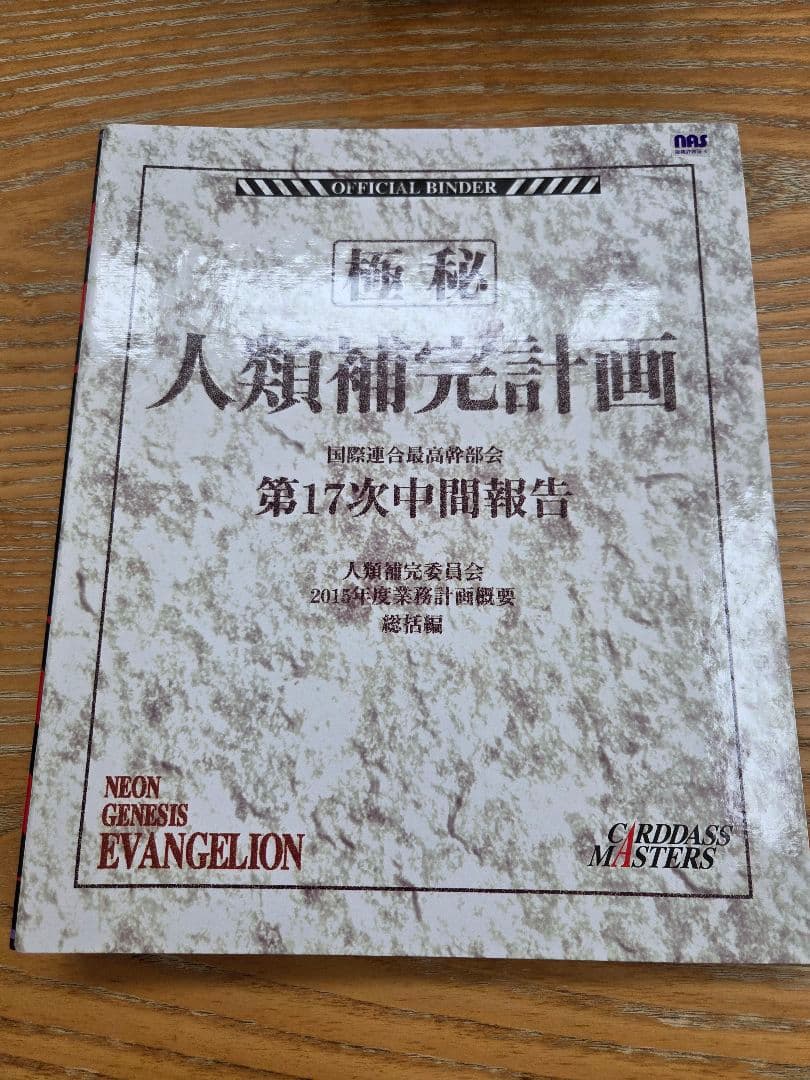 nas
OFFICIAL BINDER
極秘
人類補完計画
国際連合最高幹部会
第17次中間報告
人類補完委員会
2015年度業務計画概要
総括編
NEON
GENESIS
EVANGELION
CARDDASS
MASTERS